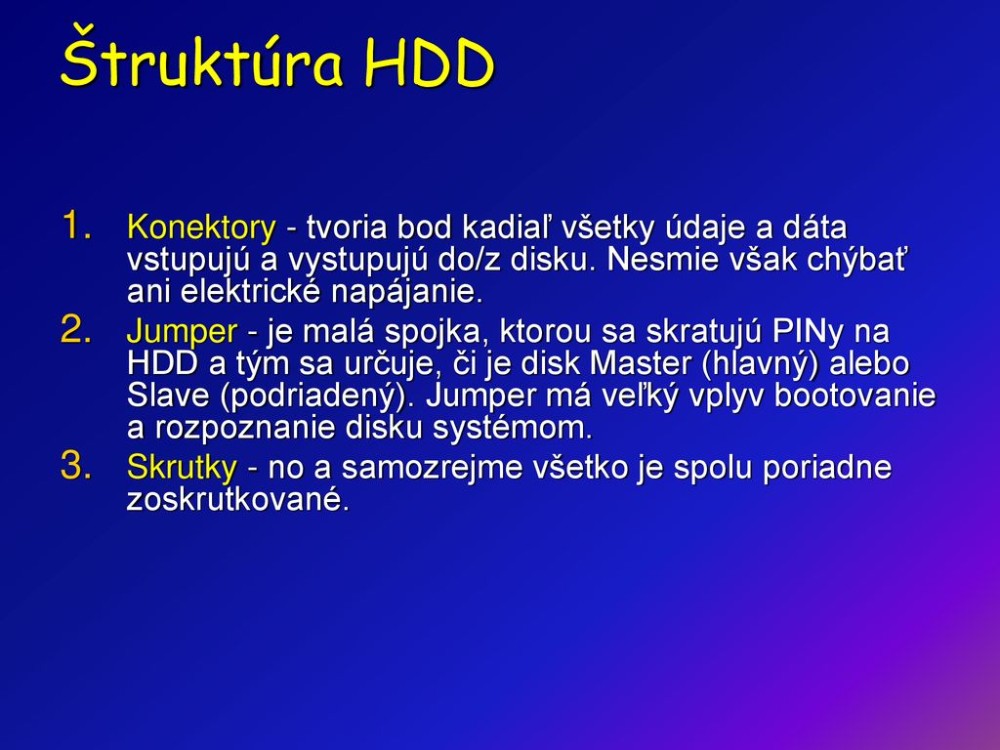 Štruktúra HDD
1. Konektory - tvoria bod kadiaľ všetky údaje a dáta
vstupujú a vystupujú do/z disku. Nesmie však chýbať
ani elektrické napájanie.
2. Jumper - je malá spojka, ktorou sa skratujú PINy na
HDD a tým sa určuje, či je disk Master (hlavný) alebo
Slave (podriadený). Jumper má veľký vplyv bootovanie
a rozpoznanie disku systémom.
3. Skrutky - no a samozrejme všetko je spolu poriadne
zoskrutkované.